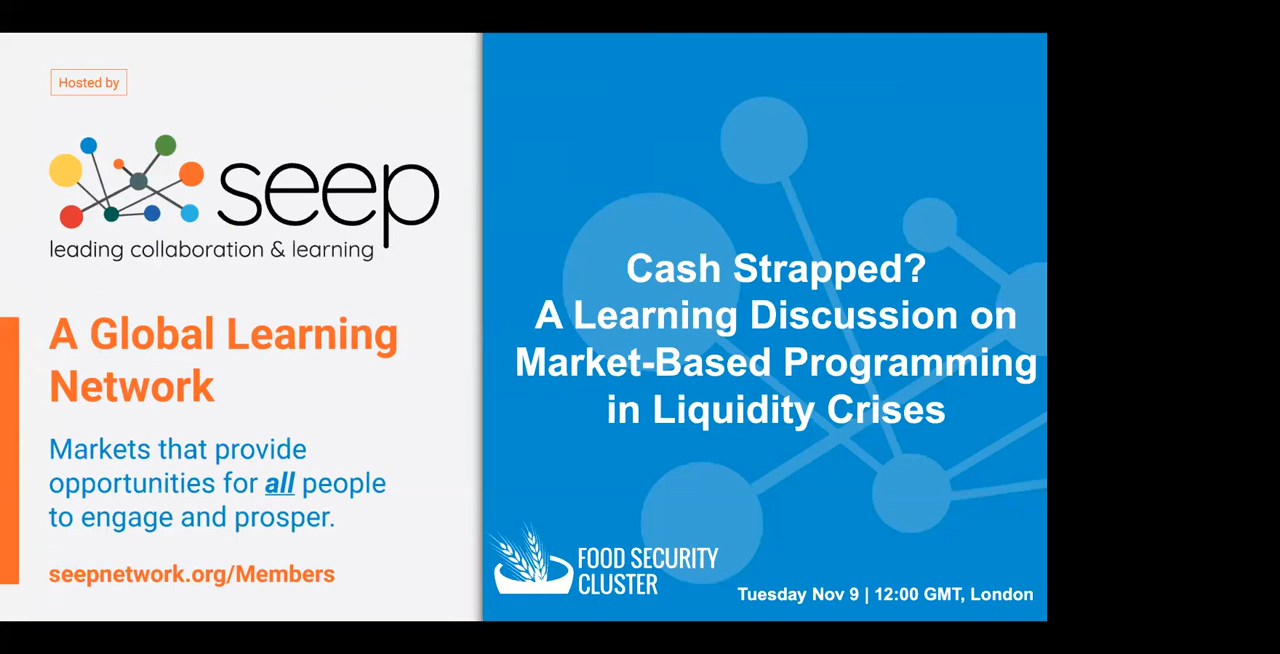 Hosted by
seep
leading collaboration & learning
A Global Learning
Network
Markets that provide
opportunities for all people
to engage and prosper.
seepnetwork.org/Members
Cash Strapped?
A Learning Discussion on
Market-Based Programming
in Liquidity Crises
FOOD SECURITY
CLUSTER
Tuesday Nov 9 | 12:00 GMT, London